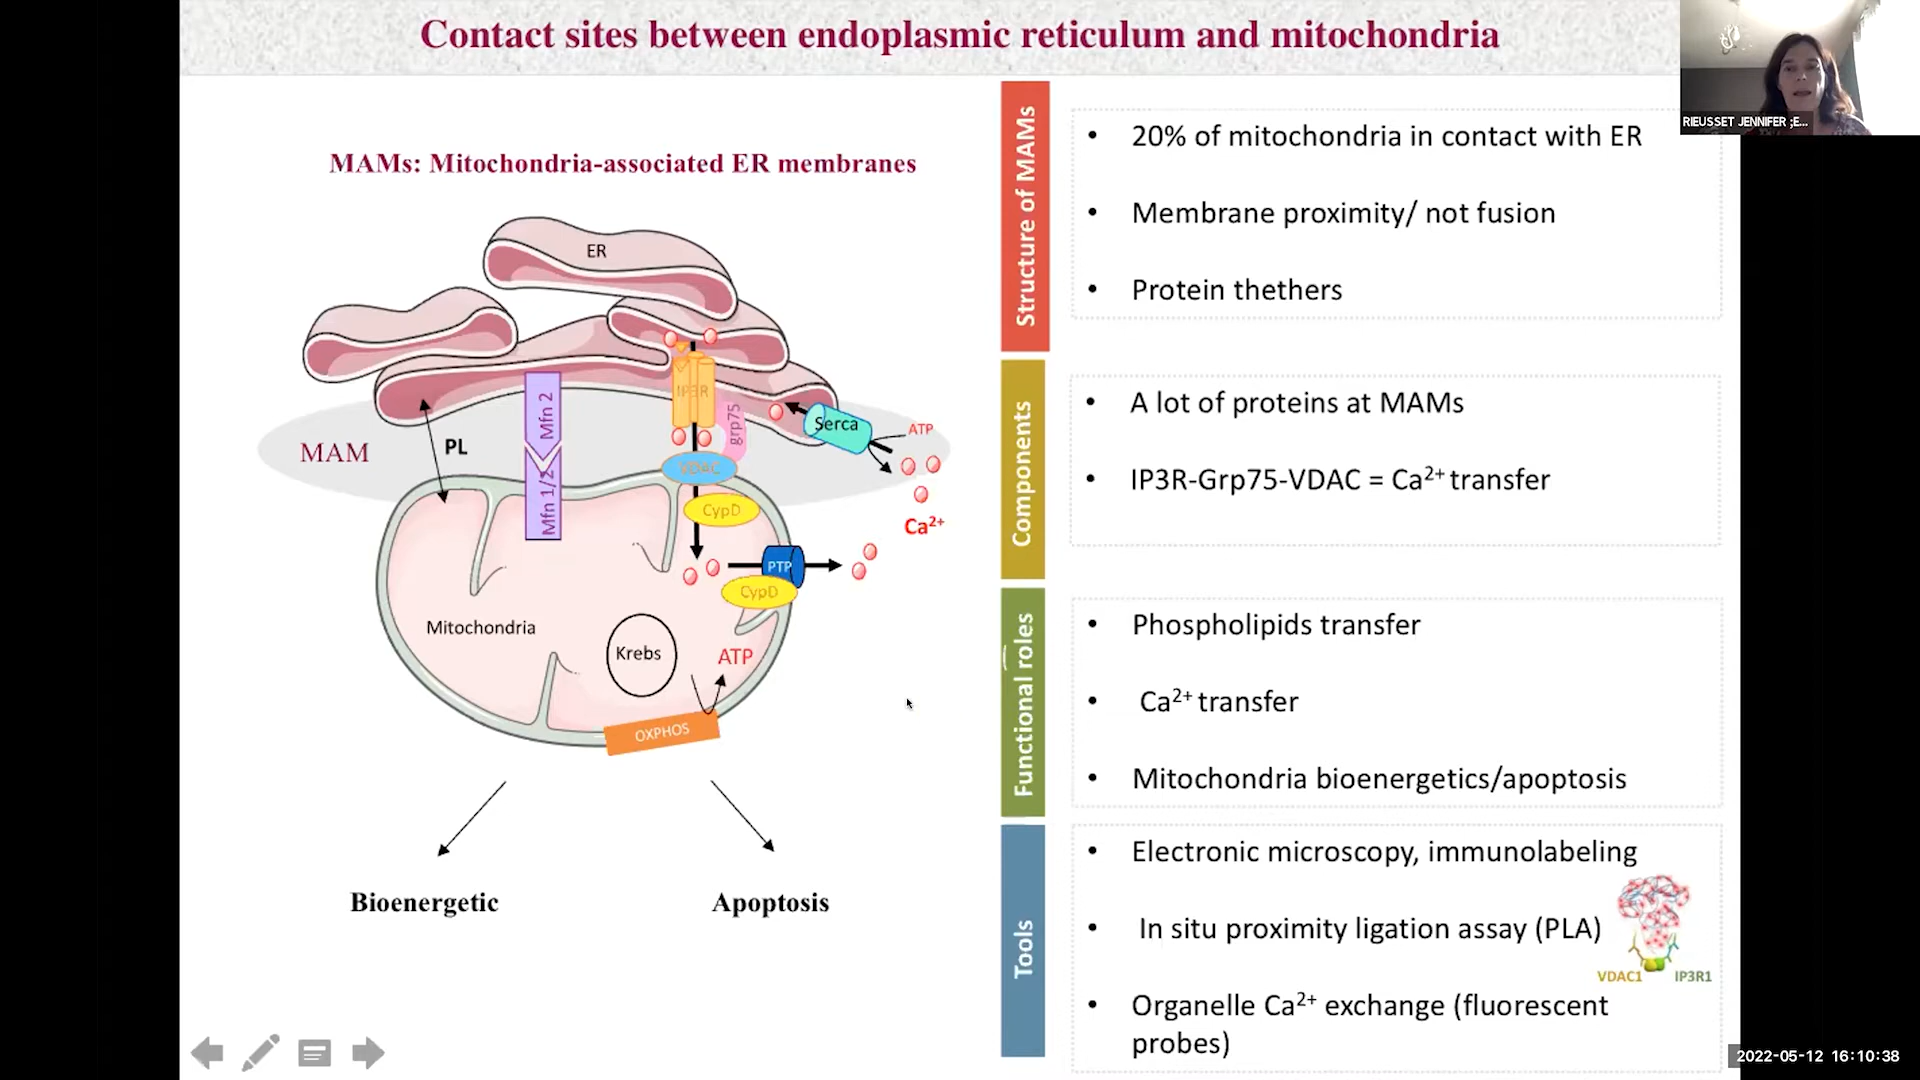 Contact sites between endoplasmic reticulum and mitochondria
RIEUSSET JENNIFER ;E...
MAMs: Mitochondria-associated ER membranes
ER
IP3R
grp75
Mfn 2
Mfn 1/2
Serca
ATP
MAM
PL
VDAC
CypD
Ca²⁺
PTP
CypD
Mitochondria
Krebs
ATP
OXPHOS
Bioenergetic
Apoptosis
Structure of MAMs
• 20% of mitochondria in contact with ER
• Membrane proximity/ not fusion
• Protein thethers
Components
• A lot of proteins at MAMs
• IP3R-Grp75-VDAC = Ca²⁺ transfer
Functional roles
• Phospholipids transfer
• Ca²⁺ transfer
• Mitochondria bioenergetics/apoptosis
Tools
• Electronic microscopy, immunolabeling
• In situ proximity ligation assay (PLA)
VDAC1 IP3R1
• Organelle Ca²⁺ exchange (fluorescent
probes)
2022-05-12 16:10:38